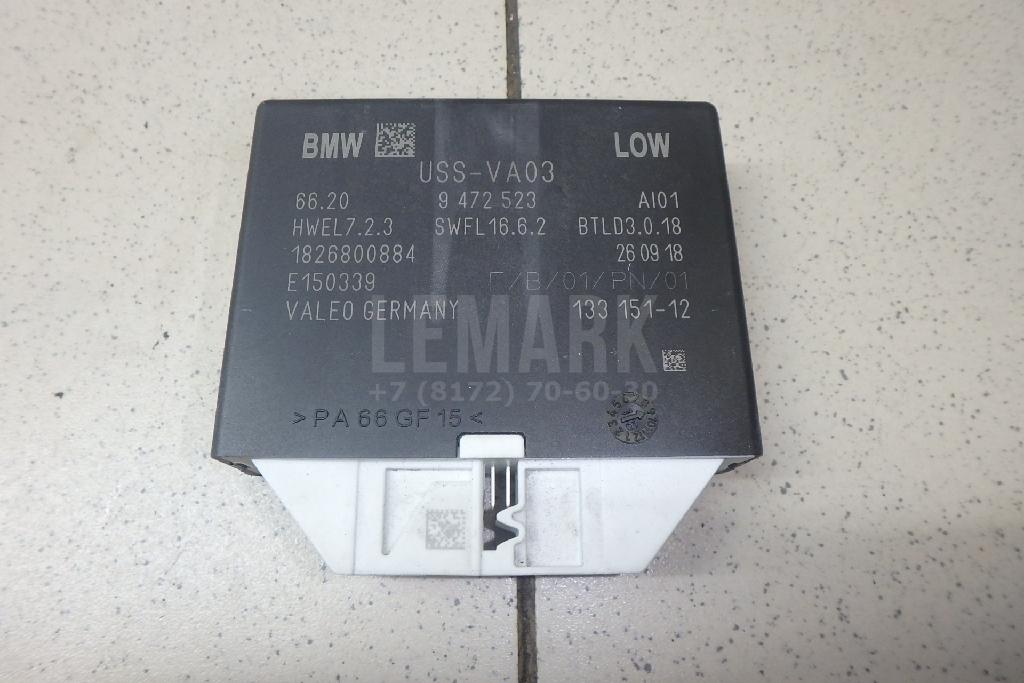 BMW LOW
USS-VA03
66.20 9 472 523 AI01
HWEL7.2.3 SWFL16.6.2 BTLD3.0.18
1826800884 26 09 18
E150339 F/B/01/PN/01
VALEO GERMANY 133 151-12
LEMARK
+7 (8172) 70-60-30
>PA 66 GF 15<